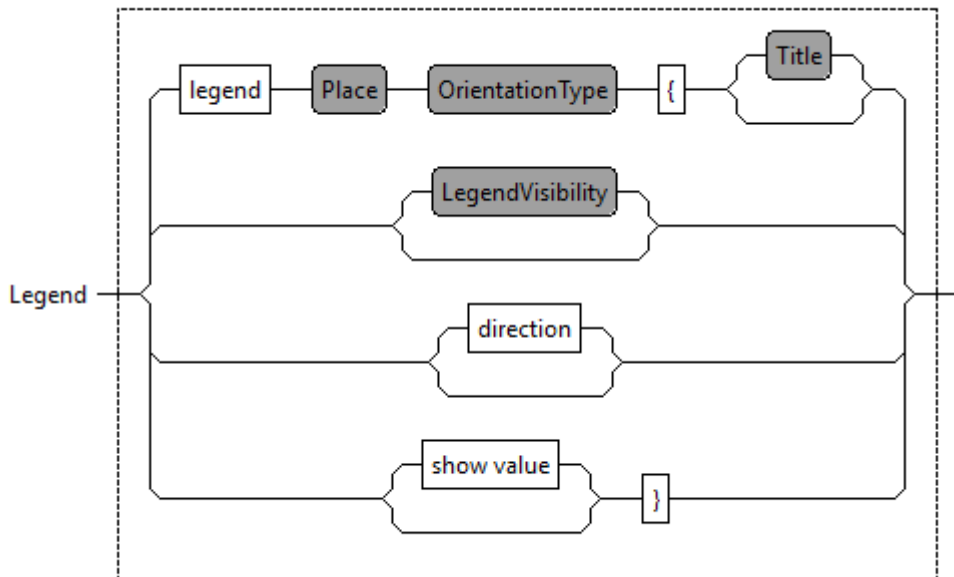 Title
legend Place OrientationType {
LegendVisibility
Legend
direction
show value
}